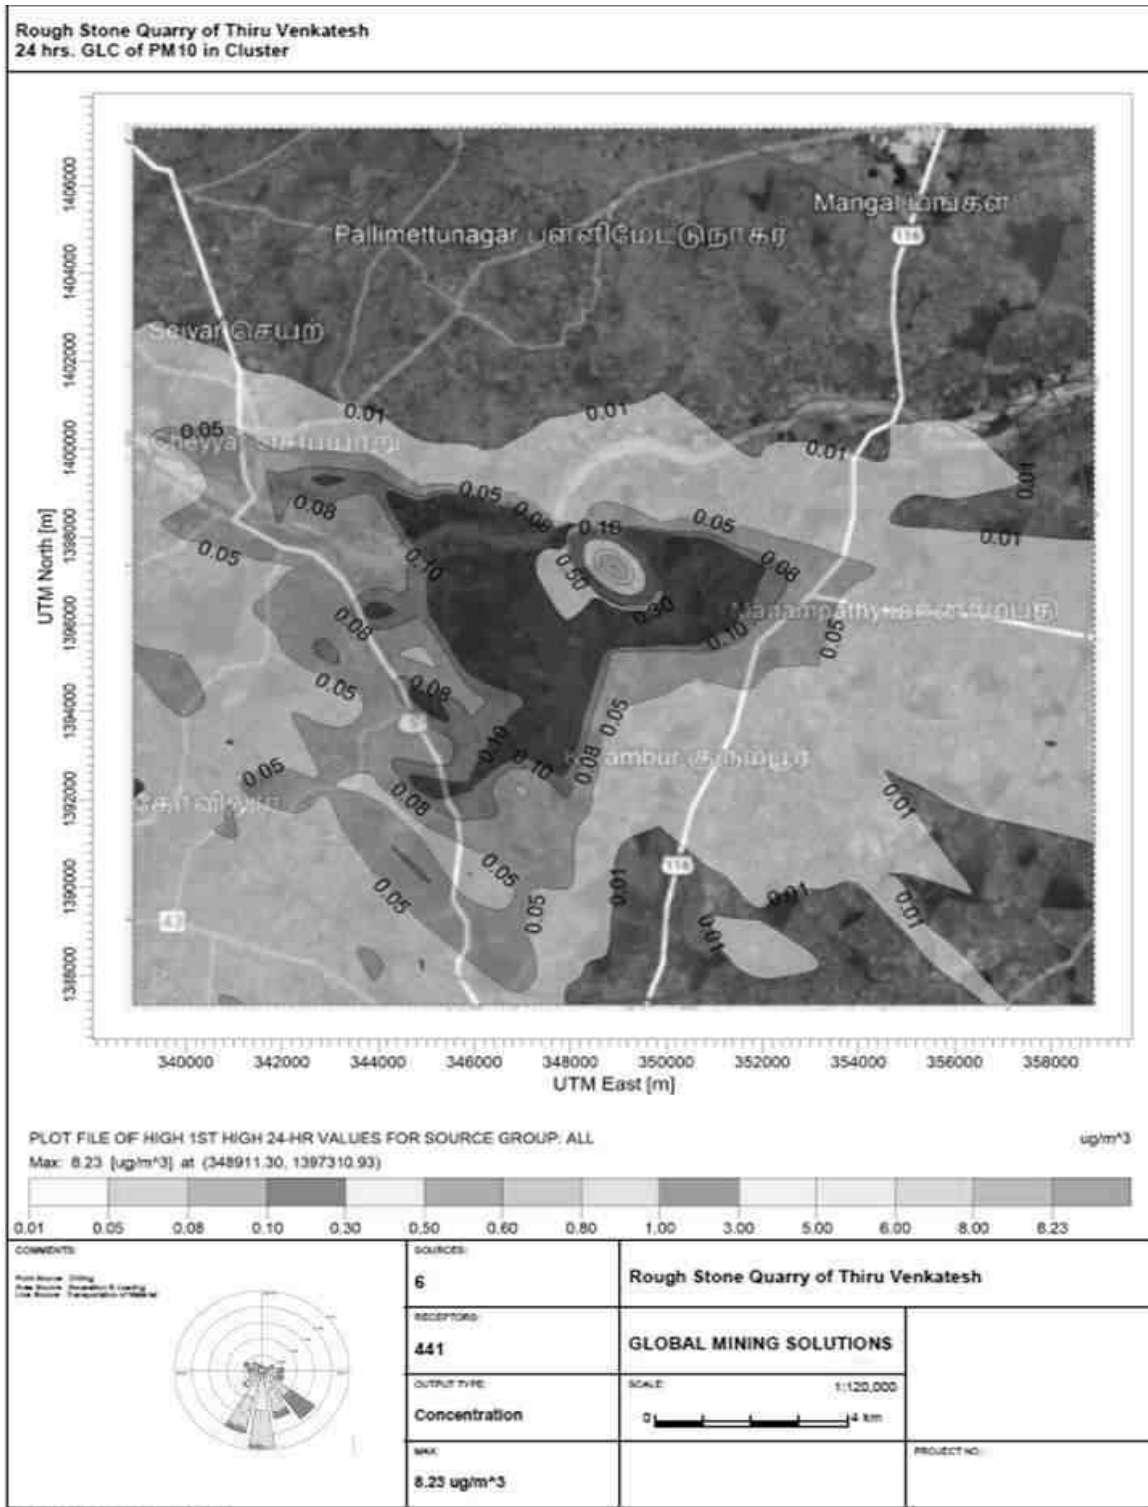 Rough Stone Quarry of Thiru Venkatesh
24 hrs. GLC of PM10 in Cluster
Mangal மாங்கள்
116
Pallimettunagar பள்ளிமேட்டுநாகர்
Seivar செயற்
0.01
0.01
0.05
0.01
Cheyyar செய்யாறு
0.01
0.05
0.08
0.08
0.10
0.05
0.01
0.05
0.08
0.10
0.50
0.30
0.08
Manampathy
0.10
0.05
0.08
0.05
0.05
0.10
0.10
0.08
0.05
0.08
0.01
0.05
0.05
0.05
0.01
116
0.01
0.01
0.01
42
UTM North [m]
1406000
1404000
1402000
1400000
1398000
1396000
1394000
1392000
1390000
1388000
340000 342000 344000 346000 348000 350000 352000 354000 356000 358000
UTM East [m]
PLOT FILE OF HIGH 1ST HIGH 24-HR VALUES FOR SOURCE GROUP: ALL ug/m^3
Max: 8.23 [ug/m^3] at (348911.30, 1397310.93)
0.01 0.05 0.08 0.10 0.30 0.50 0.60 0.80 1.00 3.00 5.00 6.00 8.00 8.23
COMMENTS:
SOURCES:
6
Rough Stone Quarry of Thiru Venkatesh
RECEPTORS:
441
GLOBAL MINING SOLUTIONS
OUTPUT TYPE:
Concentration
SCALE: 1:120,000
0 4 km
MAX:
8.23 ug/m^3
PROJECT NO.: